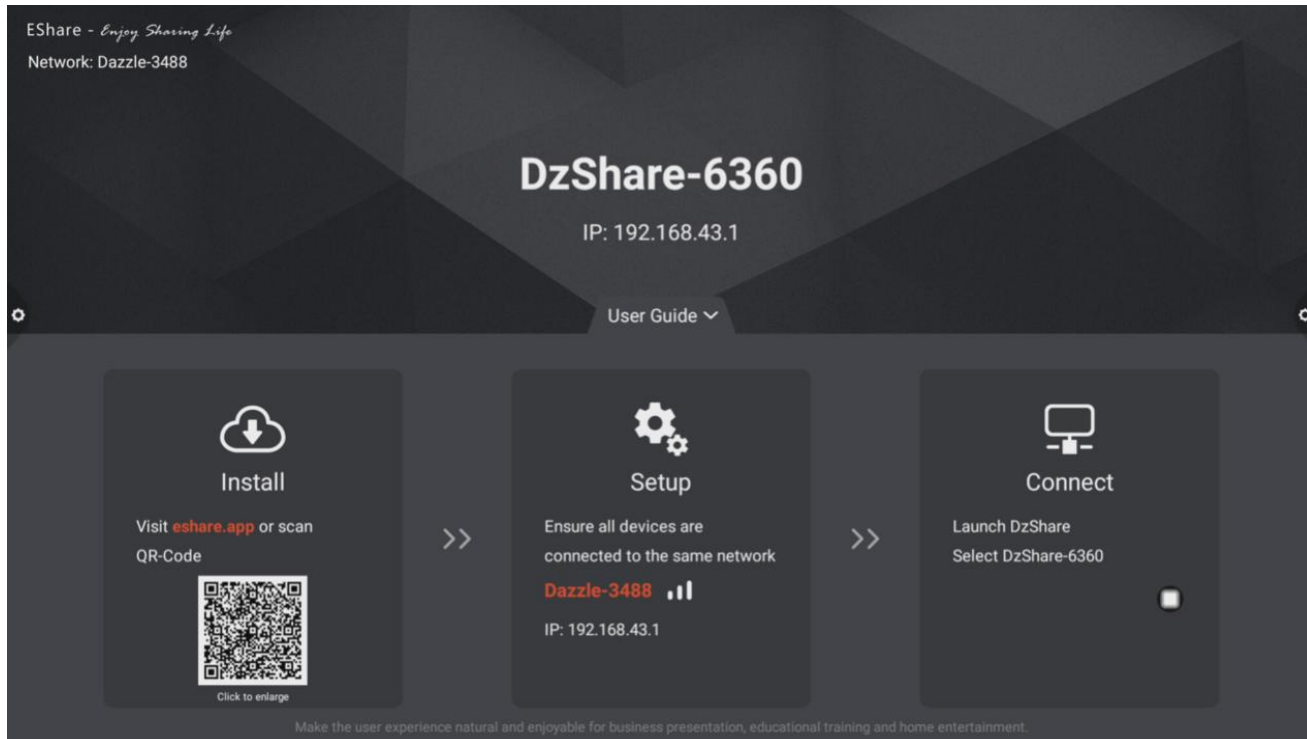 EShare - Enjoy Sharing Life
Network: Dazzle-3488
DzShare-6360
IP: 192.168.43.1
User Guide
Install
Visit eshare.app or scan
QR-Code
Click to enlarge
Setup
Ensure all devices are
connected to the same network
Dazzle-3488
IP: 192.168.43.1
Connect
Launch DzShare
Select DzShare-6360
Make the user experience natural and enjoyable for business presentation, educational training and home entertainment.